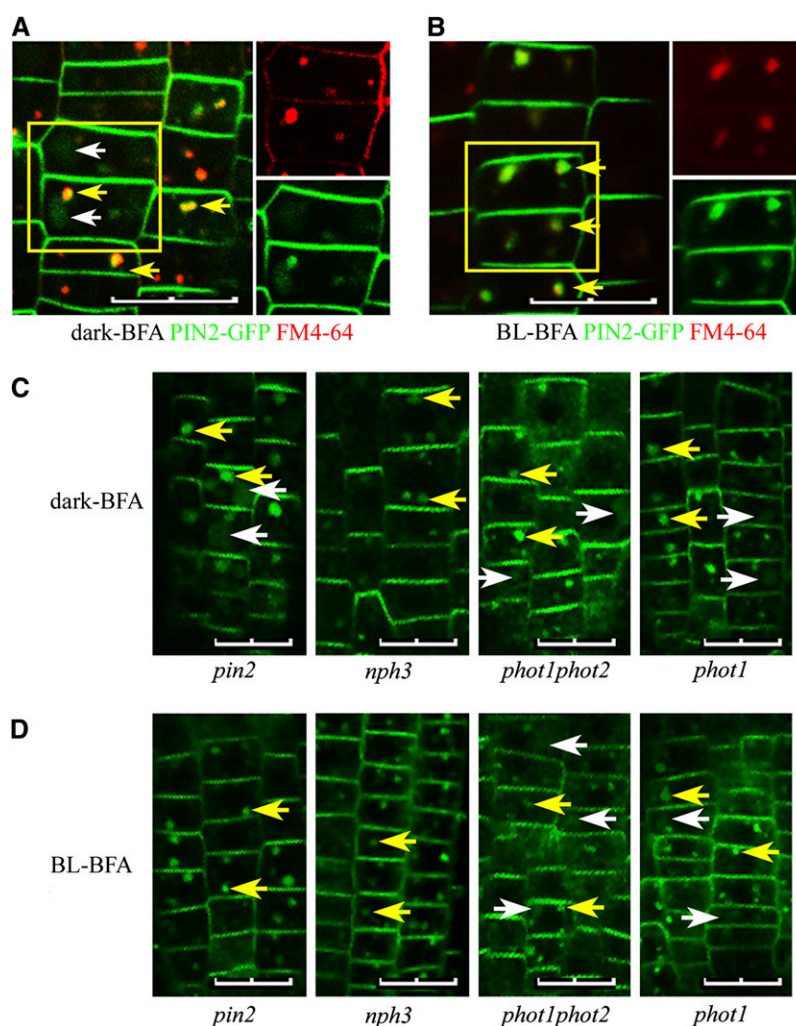 A
B
dark-BFA PIN2-GFP FM4-64
BL-BFA PIN2-GFP FM4-64
C
dark-BFA
pin2
nph3
phot1phot2
phot1
D
BL-BFA
pin2
nph3
phot1phot2
phot1